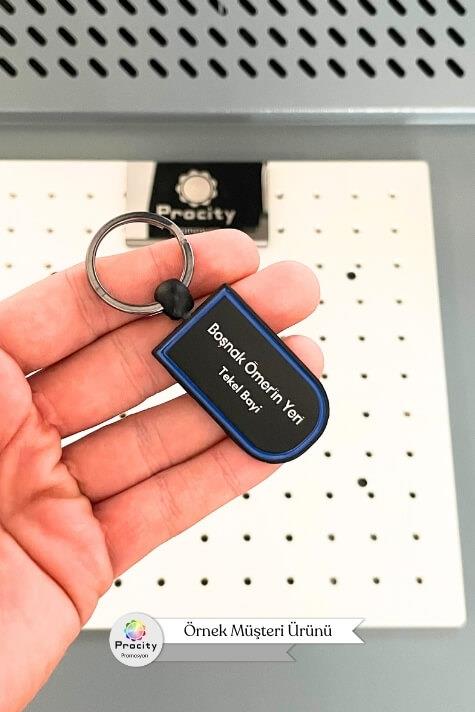 Procity
Boşnak Ömer'in Yeri
Tekel Bayi
Procity
Promosyon
Örnek Müşteri Ürünü